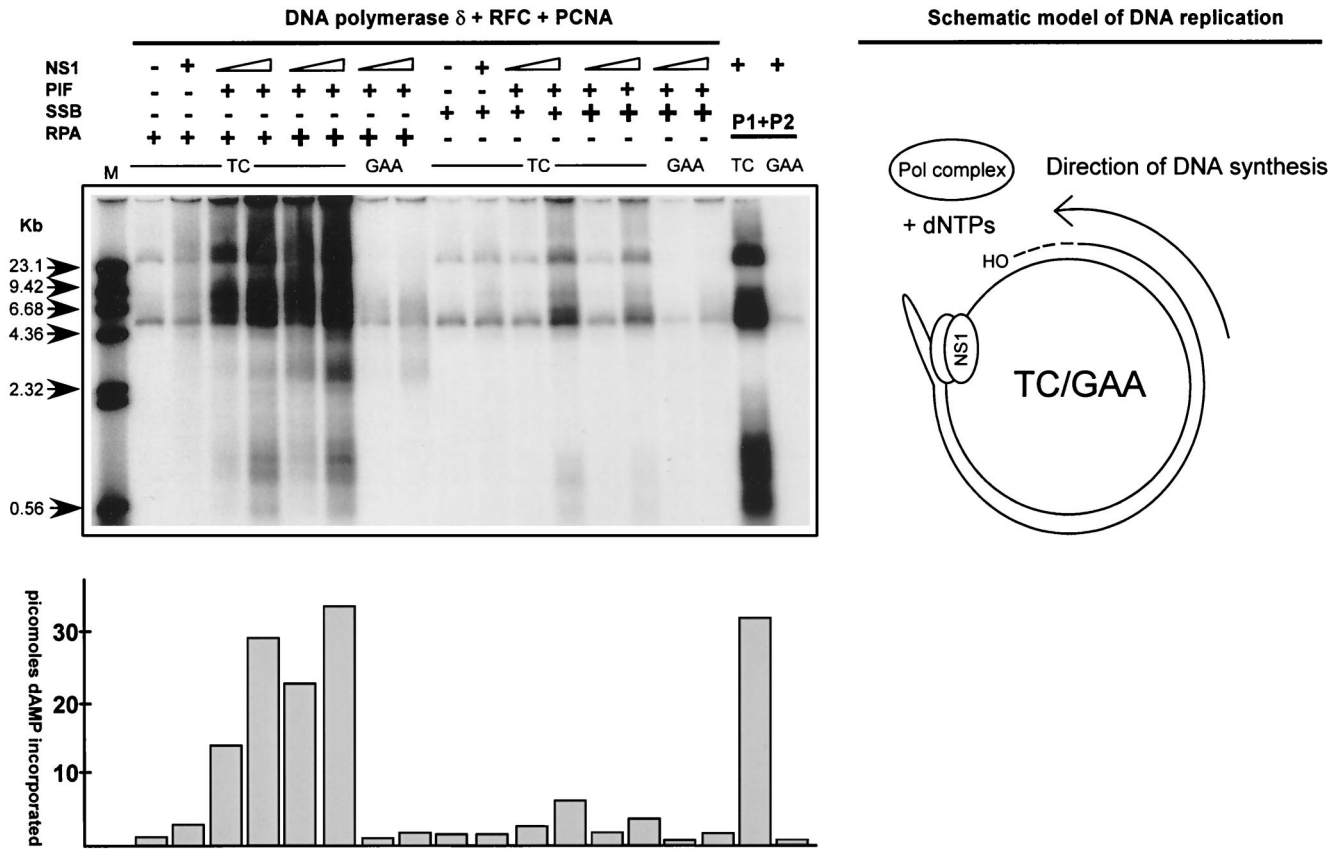 DNA polymerase δ + RFC + PCNA
Schematic model of DNA replication
NS1 - + - + + +
PIF - - + + + + + + - - + + + + + +
SSB - - - - - - - - + + + + + + + +
RPA + + + + + + + + - - - - - - - -
P1+P2
M TC GAA TC GAA TC GAA
Kb
23.1
9.42
6.68
4.36
2.32
0.56
Pol complex
+ dNTPs
Direction of DNA synthesis
HO
NS1
TC/GAA
picomoles dAMP incorporated
30
20
10